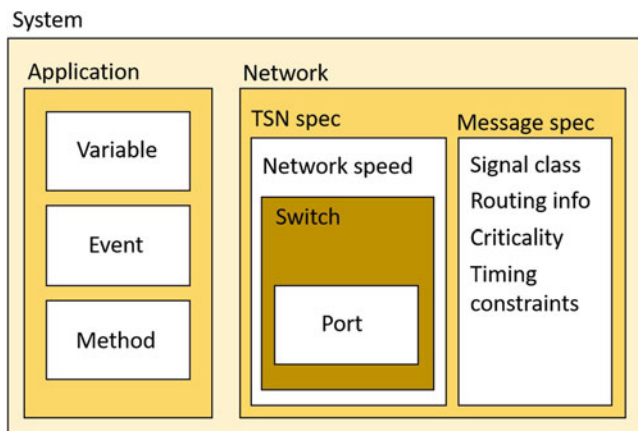 System
Application
Variable
Event
Method
Network
TSN spec
Network speed
Switch
Port
Message spec
Signal class
Routing info
Criticality
Timing
constraints